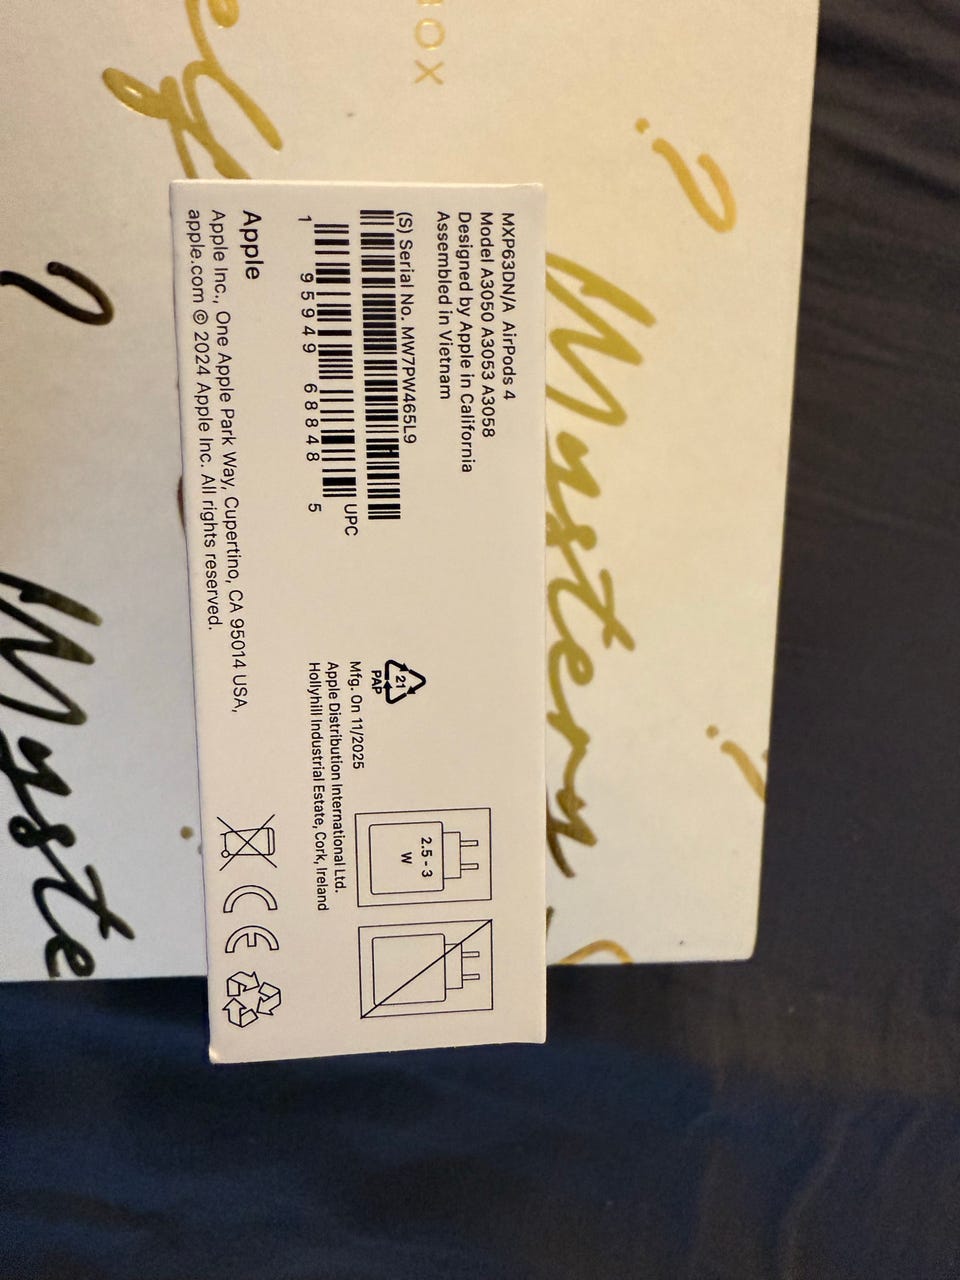 MXP63DN/A AirPods 4
Model A3050 A3053 A3058
Designed by Apple in California
Assembled in Vietnam
(S) Serial No. MW7PW465L9
UPC
1 95949 68848 5
Apple
Apple Inc., One Apple Park Way, Cupertino, CA 95014 USA,
apple.com © 2024 Apple Inc. All rights reserved.
21
PAP
Mfg. On 11/2025
Apple Distribution International Ltd.
Hollyhill Industrial Estate, Cork, Ireland
2.5 - 3
W
CE
BOX
?
Mystery
?
?
Myste